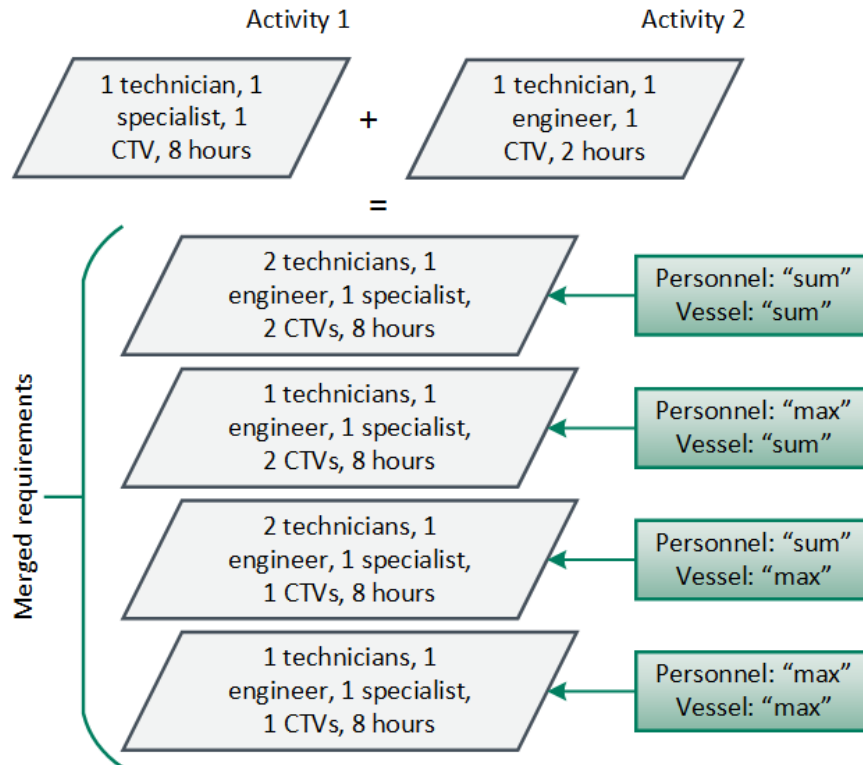 Activity 1
Activity 2
1 technician, 1
specialist, 1
CTV, 8 hours
+
1 technician, 1
engineer, 1
CTV, 2 hours
=
Merged requirements
2 technicians, 1
engineer, 1 specialist,
2 CTVs, 8 hours
Personnel: “sum”
Vessel: “sum”
1 technicians, 1
engineer, 1 specialist,
2 CTVs, 8 hours
Personnel: “max”
Vessel: “sum”
2 technicians, 1
engineer, 1 specialist,
1 CTVs, 8 hours
Personnel: “sum”
Vessel: “max”
1 technicians, 1
engineer, 1 specialist,
1 CTVs, 8 hours
Personnel: “max”
Vessel: “max”